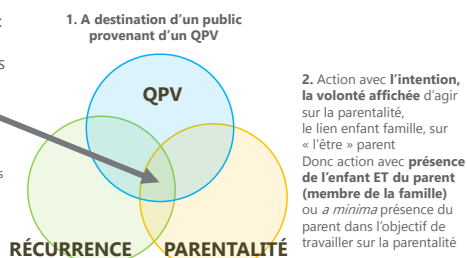 1. A destination d'un public
provenant d'un QPV
QPV
2. Action avec l'intention,
la volonté affichée d'agir
sur la parentalité,
le lien enfant famille, sur
« l'être » parent
Donc action avec présence
de l'enfant ET du parent
(membre de la famille)
ou a minima présence du
parent dans l'objectif de
travailler sur la parentalité
RÉCURRENCE
PARENTALITÉ